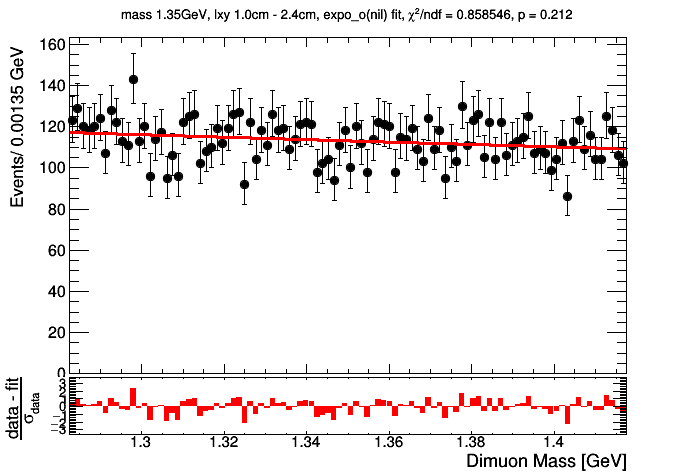 mass 1.35GeV, lxy 1.0cm - 2.4cm, expo_o(nil) fit, χ²/ndf = 0.858546, p = 0.212
Events/ 0.00135 GeV
160
140
120
100
80
60
40
20
0
data - fit
σdata
3
2
1
0
−1
−2
−3
1.3 1.32 1.34 1.36 1.38 1.4
Dimuon Mass [GeV]